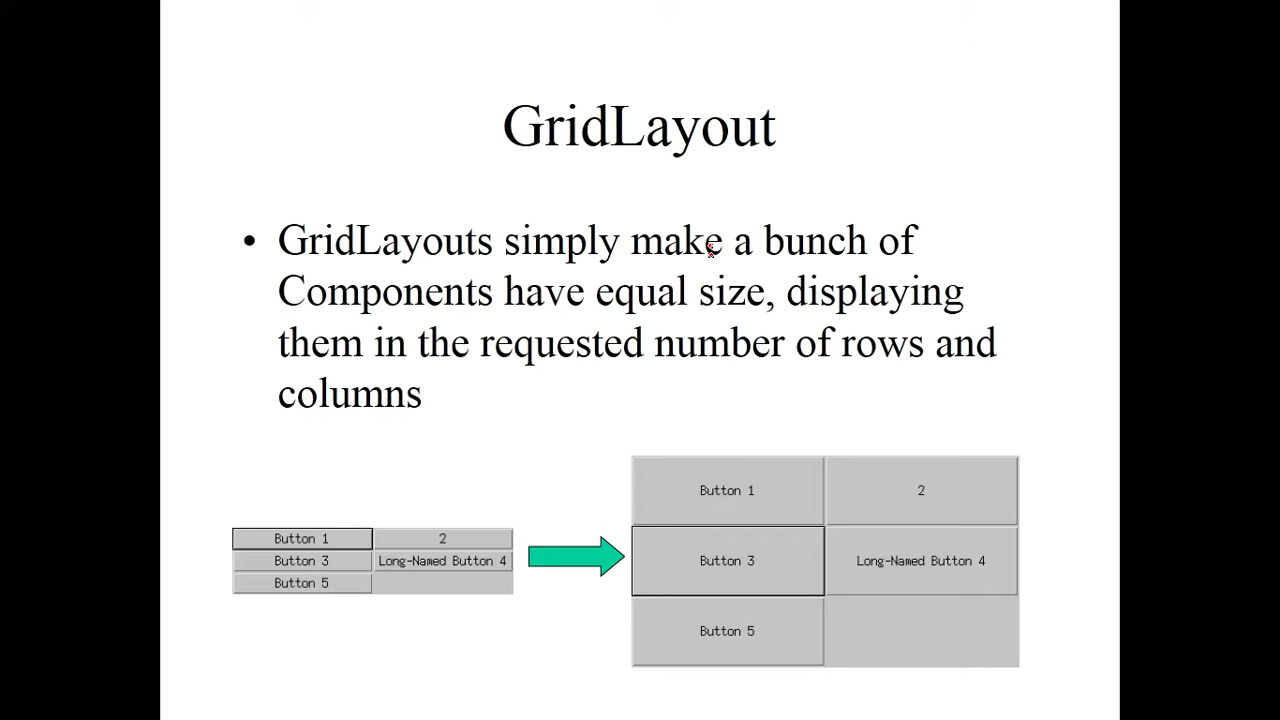 GridLayout
• GridLayouts simply make a bunch of
Components have equal size, displaying
them in the requested number of rows and
columns
Button 1 2
Button 3 Long-Named Button 4
Button 5
Button 1 2
Button 3 Long-Named Button 4
Button 5